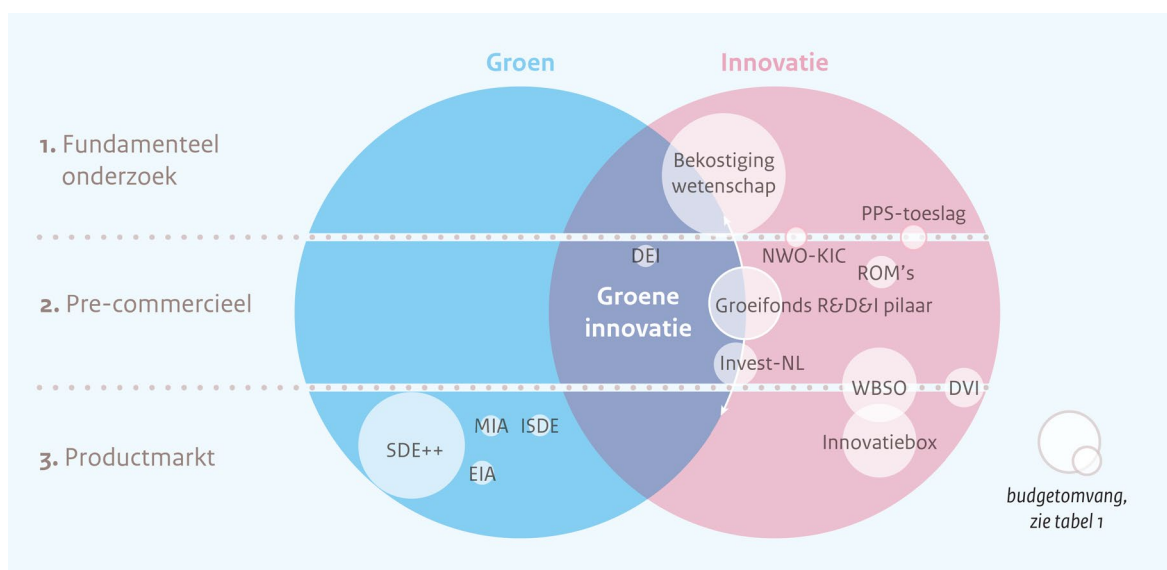 Groen
Innovatie
1. Fundamenteel
onderzoek
Bekostiging
wetenschap
PPS-toeslag
DEI
NWO-KIC
ROM's
2. Pre-commercieel
Groene
innovatie
Groeifonds R&D&I pilaar
Invest-NL
WBSO
DVI
MIA
ISDE
SDE++
EIA
Innovatiebox
3. Productmarkt
budgetomvang,
zie tabel 1